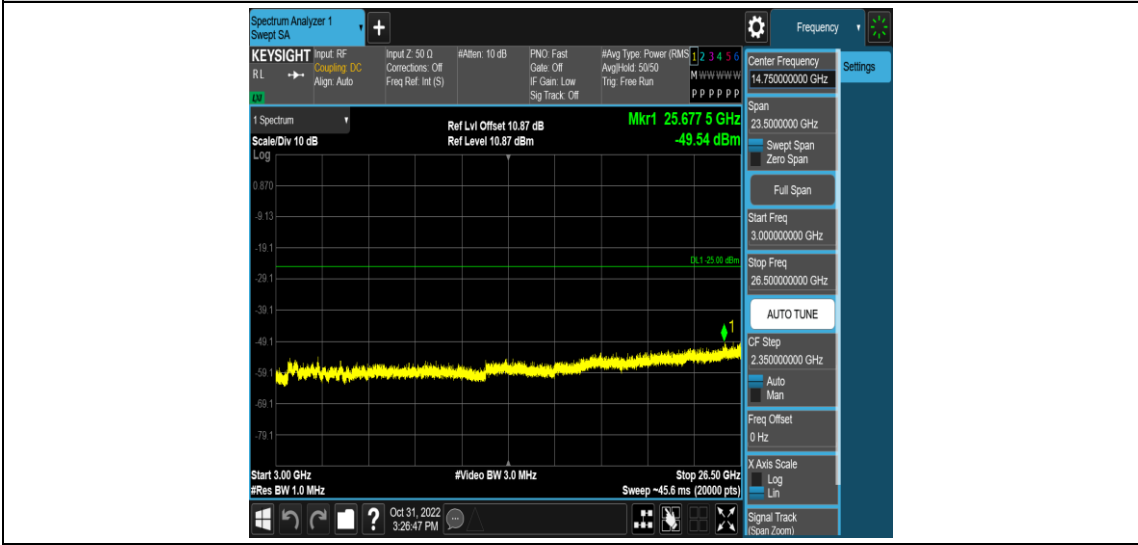 Spectrum Analyzer 1
Swept SA
+
Frequency
KEYSIGHT
RL
LM
Input: RF
Coupling: DC
Align: Auto
Input Z: 50 Ω
Corrections: Off
Freq Ref: Int (S)
#Atten: 10 dB
PNO: Fast
Gate: Off
IF Gain: Low
Sig Track: Off
#Avg Type: Power (RMS
Avg|Hold: 50/50
Trig: Free Run
1 2 3 4 5 6
M W W W W W
P P P P P P
1 Spectrum
Scale/Div 10 dB
Ref Lvl Offset 10.87 dB
Ref Level 10.87 dBm
Mkr1 25.677 5 GHz
-49.54 dBm
Log
0.870
-9.13
-19.1
DL1 -25.00 dBm
-29.1
-39.1
1
-49.1
-59.1
-69.1
-79.1
Start 3.00 GHz
#Res BW 1.0 MHz
#Video BW 3.0 MHz
Stop 26.50 GHz
Sweep ~45.6 ms (20000 pts)
?
Oct 31, 2022
3:26:47 PM
Center Frequency
14.750000000 GHz
Settings
Span
23.5000000 GHz
Swept Span
Zero Span
Full Span
Start Freq
3.000000000 GHz
Stop Freq
26.500000000 GHz
AUTO TUNE
CF Step
2.350000000 GHz
Auto
Man
Freq Offset
0 Hz
X Axis Scale
Log
Lin
Signal Track
(Span Zoom)